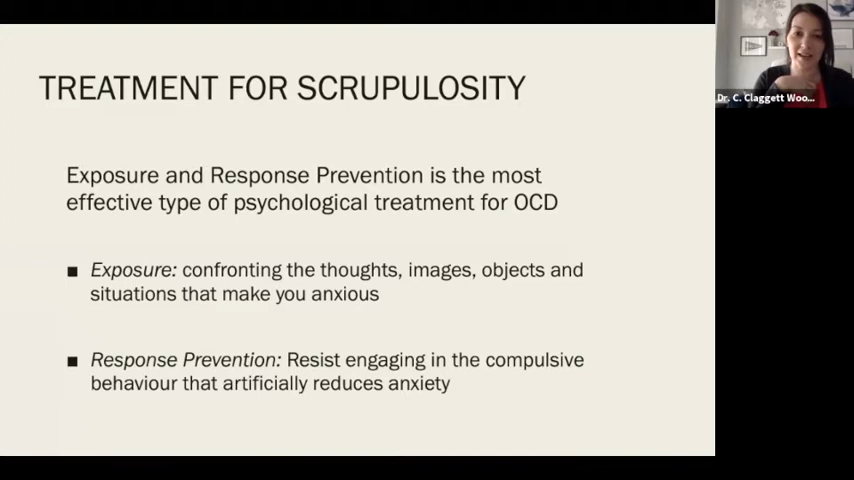 TREATMENT FOR SCRUPULOSITY
Exposure and Response Prevention is the most
effective type of psychological treatment for OCD
■ Exposure: confronting the thoughts, images, objects and
situations that make you anxious
■ Response Prevention: Resist engaging in the compulsive
behaviour that artificially reduces anxiety
Dr. C. Claggett Woo...